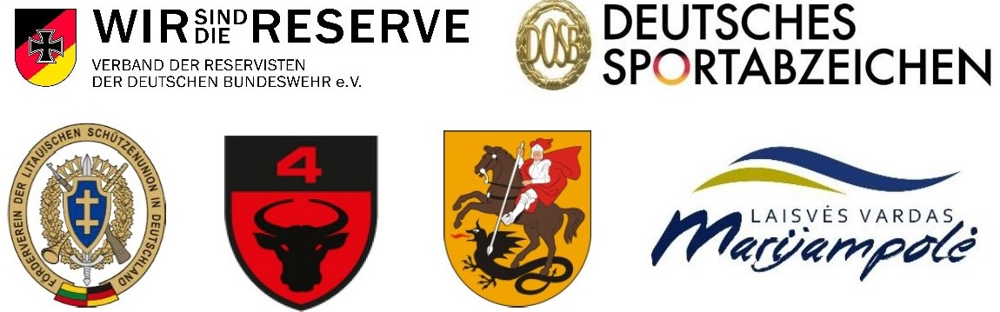 WIR SIND DIE RESERVE
VERBAND DER RESERVISTEN
DER DEUTSCHEN BUNDESWEHR e.V.
DOSB
DEUTSCHES
SPORTABZEICHEN
FÖRDERVEREIN DER LITAUISCHEN SCHÜTZENUNION IN DEUTSCHLAND
4
LAISVĖS VARDAS
Marijampolė